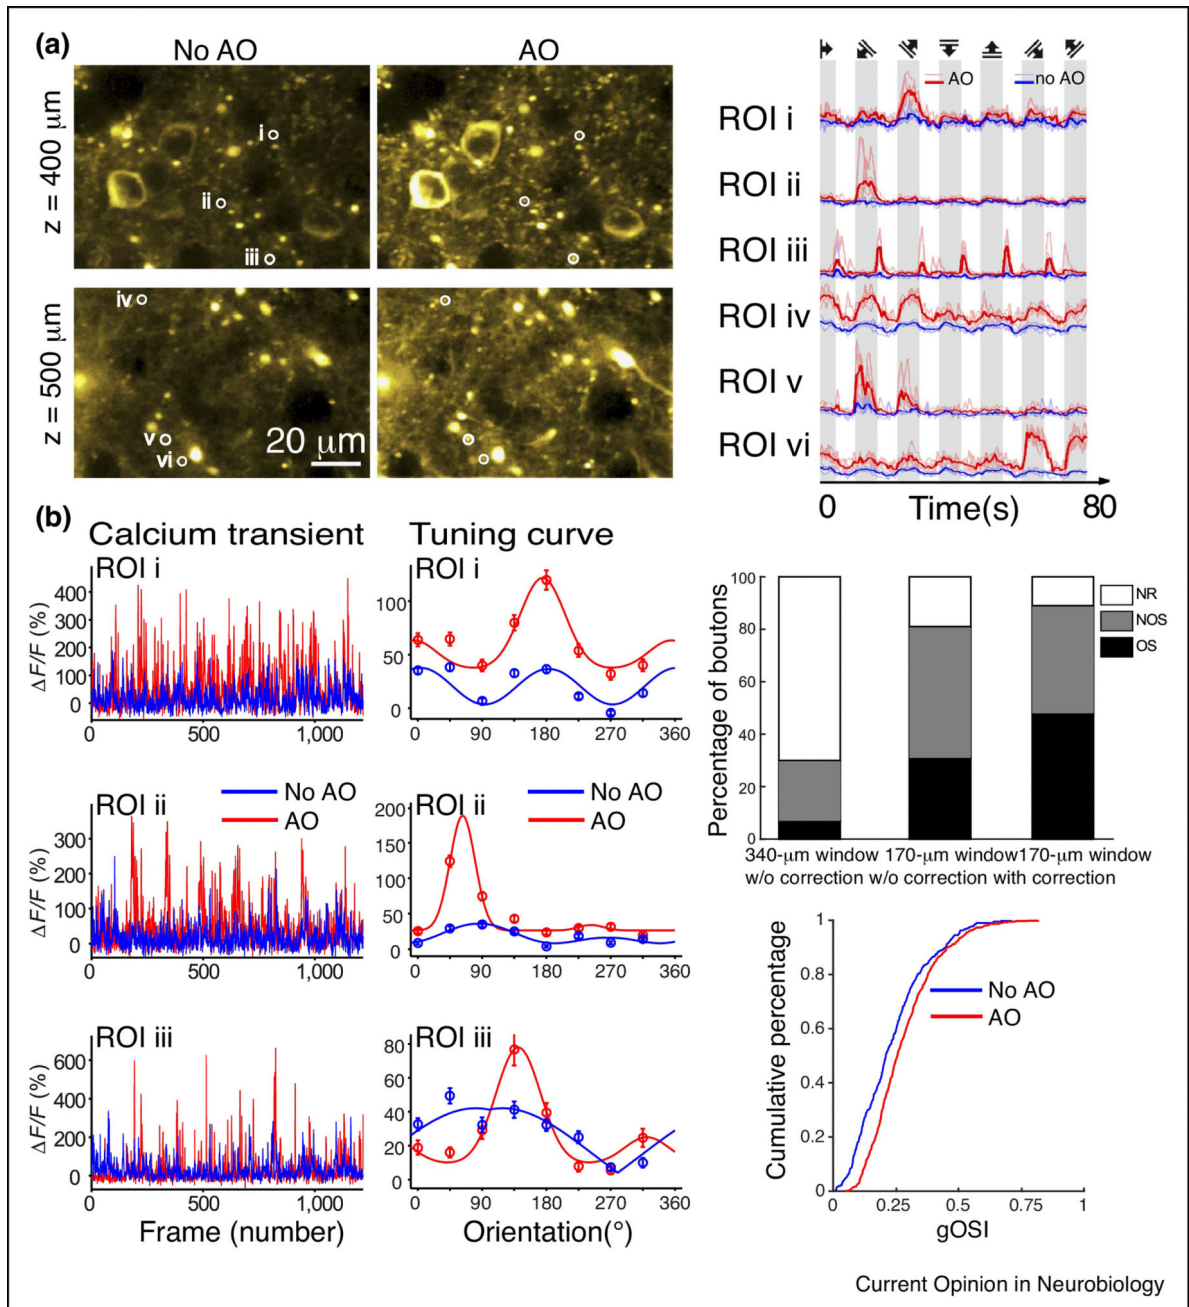 (a)
No AO
AO
z = 400 μm
i
ii
iii
z = 500 μm
iv
v
vi
20 μm
AO
no AO
ROI i
ROI ii
ROI iii
ROI iv
ROI v
ROI vi
0
Time(s)
80
(b)
Calcium transient
Tuning curve
ROI i
ΔF/F (%)
400
300
200
100
0
0
500
1,000
ROI i
100
50
0
0
90
180
270
360
ROI ii
ΔF/F (%)
300
200
100
0
0
500
1,000
No AO
AO
ROI ii
200
150
100
50
0
0
90
180
270
360
No AO
AO
ROI iii
ΔF/F (%)
600
400
200
0
0
500
1,000
Frame (number)
ROI iii
80
60
40
20
0
0
90
180
270
360
Orientation(°)
Percentage of boutons
100
80
60
40
20
0
NR
NOS
OS
340-μm window 170-μm window 170-μm window
w/o correction w/o correction with correction
Cumulative percentage
1
0.8
0.6
0.4
0.2
0
0
0.25
0.5
0.75
1
No AO
AO
gOSI
Current Opinion in Neurobiology